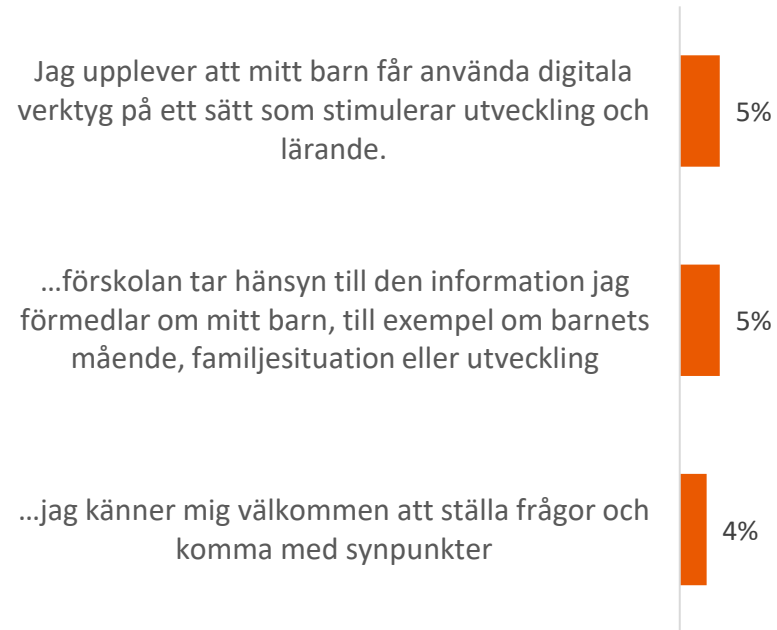 Jag upplever att mitt barn får använda digitala
verktyg på ett sätt som stimulerar utveckling och
lärande.
5%
…förskolan tar hänsyn till den information jag
förmedlar om mitt barn, till exempel om barnets
mående, familjesituation eller utveckling
5%
…jag känner mig välkommen att ställa frågor och
komma med synpunkter
4%